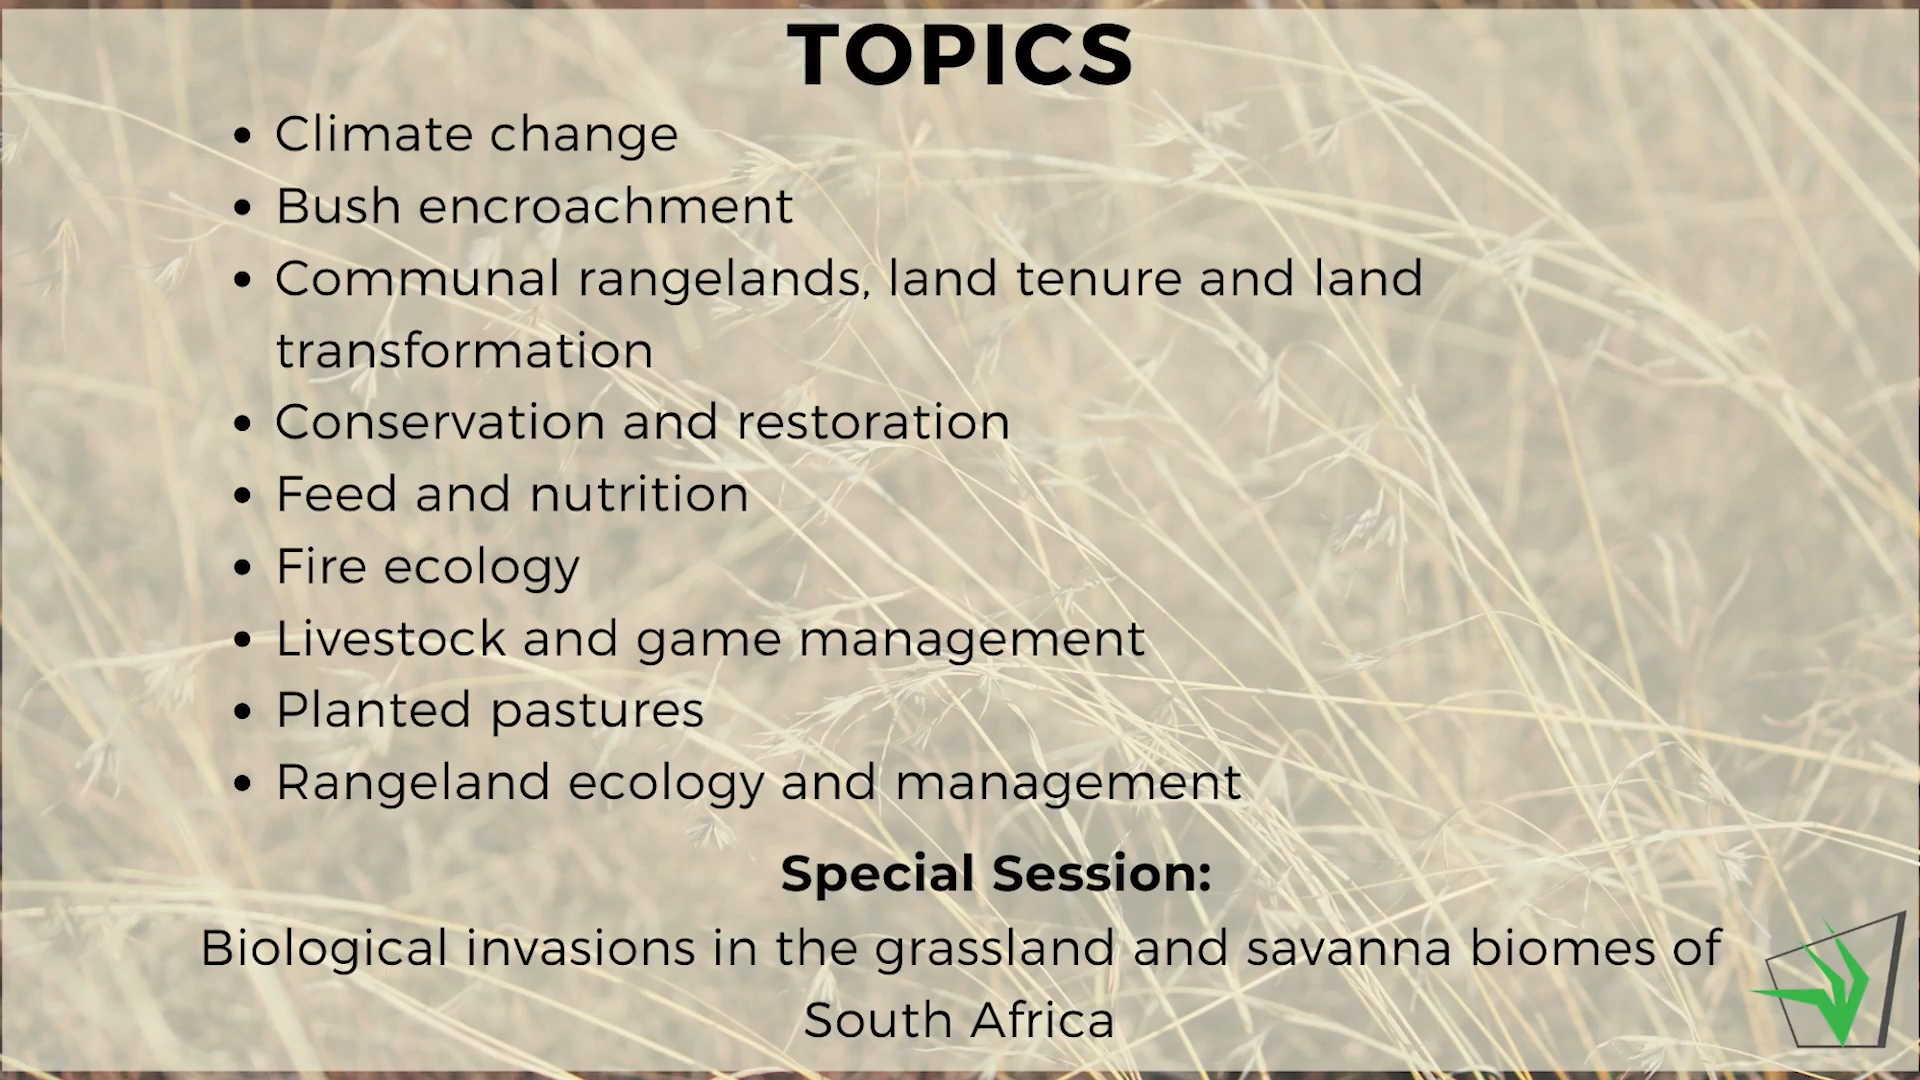 TOPICS
• Climate change
• Bush encroachment
• Communal rangelands, land tenure and land
transformation
• Conservation and restoration
• Feed and nutrition
• Fire ecology
• Livestock and game management
• Planted pastures
• Rangeland ecology and management
Special Session:
Biological invasions in the grassland and savanna biomes of
South Africa